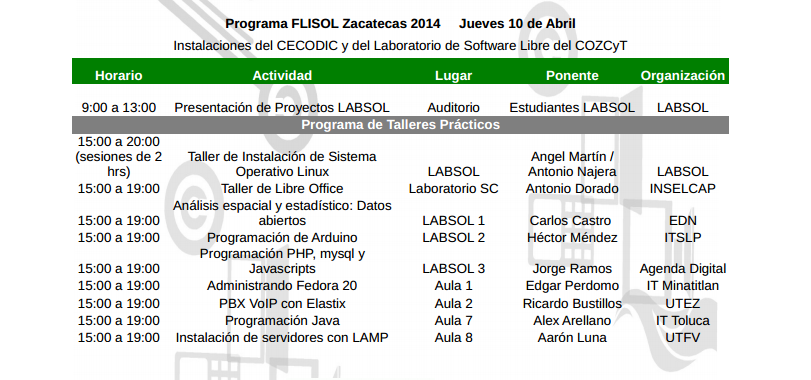 Programa FLISOL Zacatecas 2014 Jueves 10 de Abril
Instalaciones del CECODIC y del Laboratorio de Software Libre del COZCyT
Horario Actividad Lugar Ponente Organización
9:00 a 13:00 Presentación de Proyectos LABSOL Auditorio Estudiantes LABSOL LABSOL
Programa de Talleres Prácticos
15:00 a 20:00
(sesiones de 2 Taller de Instalación de Sistema Angel Martín /
hrs) Operativo Linux LABSOL Antonio Najera LABSOL
15:00 a 19:00 Taller de Libre Office Laboratorio SC Antonio Dorado INSELCAP
Análisis espacial y estadístico: Datos
15:00 a 19:00 abiertos LABSOL 1 Carlos Castro EDN
15:00 a 19:00 Programación de Arduino LABSOL 2 Héctor Méndez ITSLP
Programación PHP, mysql y
15:00 a 19:00 Javascripts LABSOL 3 Jorge Ramos Agenda Digital
15:00 a 19:00 Administrando Fedora 20 Aula 1 Edgar Perdomo IT Minatitlan
15:00 a 19:00 PBX VoIP con Elastix Aula 2 Ricardo Bustillos UTEZ
15:00 a 19:00 Programación Java Aula 7 Alex Arellano IT Toluca
15:00 a 19:00 Instalación de servidores con LAMP Aula 8 Aarón Luna UTFV